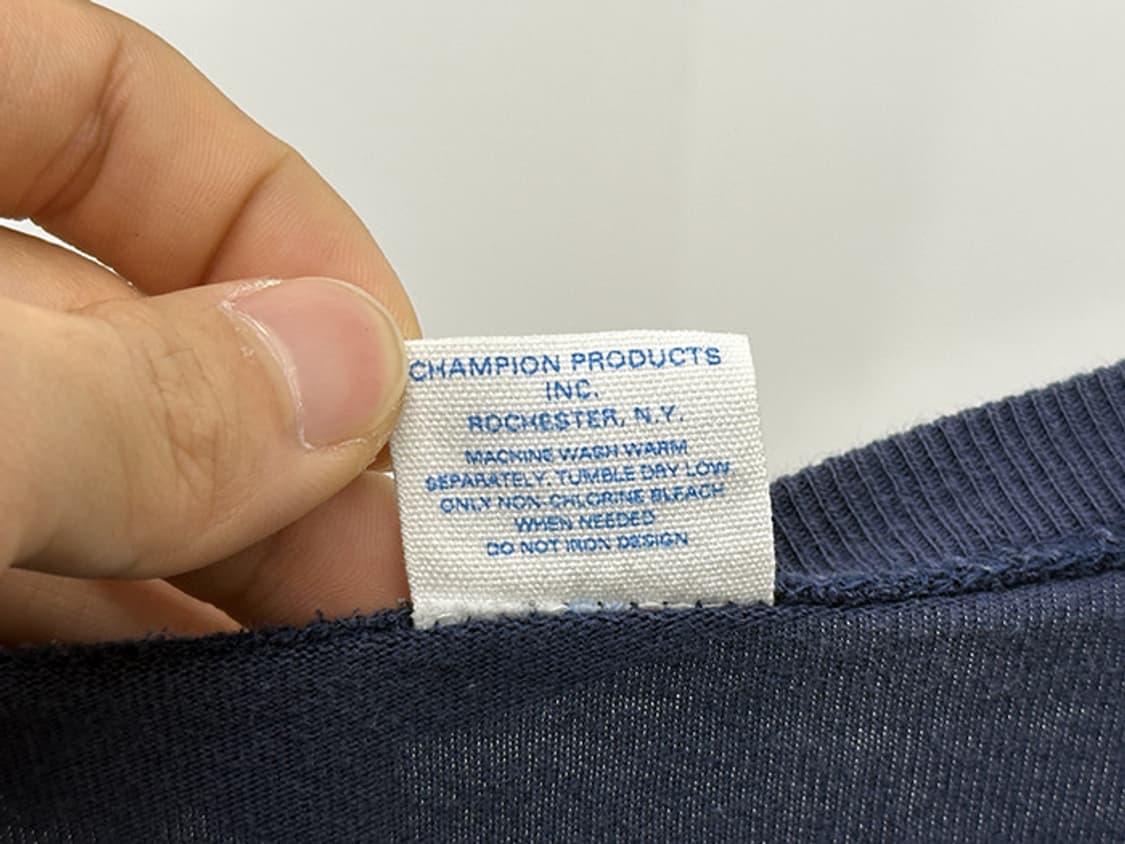 CHAMPION PRODUCTS
INC.
ROCHESTER, N.Y.
MACHINE WASH WARM
SEPARATELY. TUMBLE DRY LOW
ONLY NON-CHLORINE BLEACH
WHEN NEEDED
DO NOT IRON DESIGN